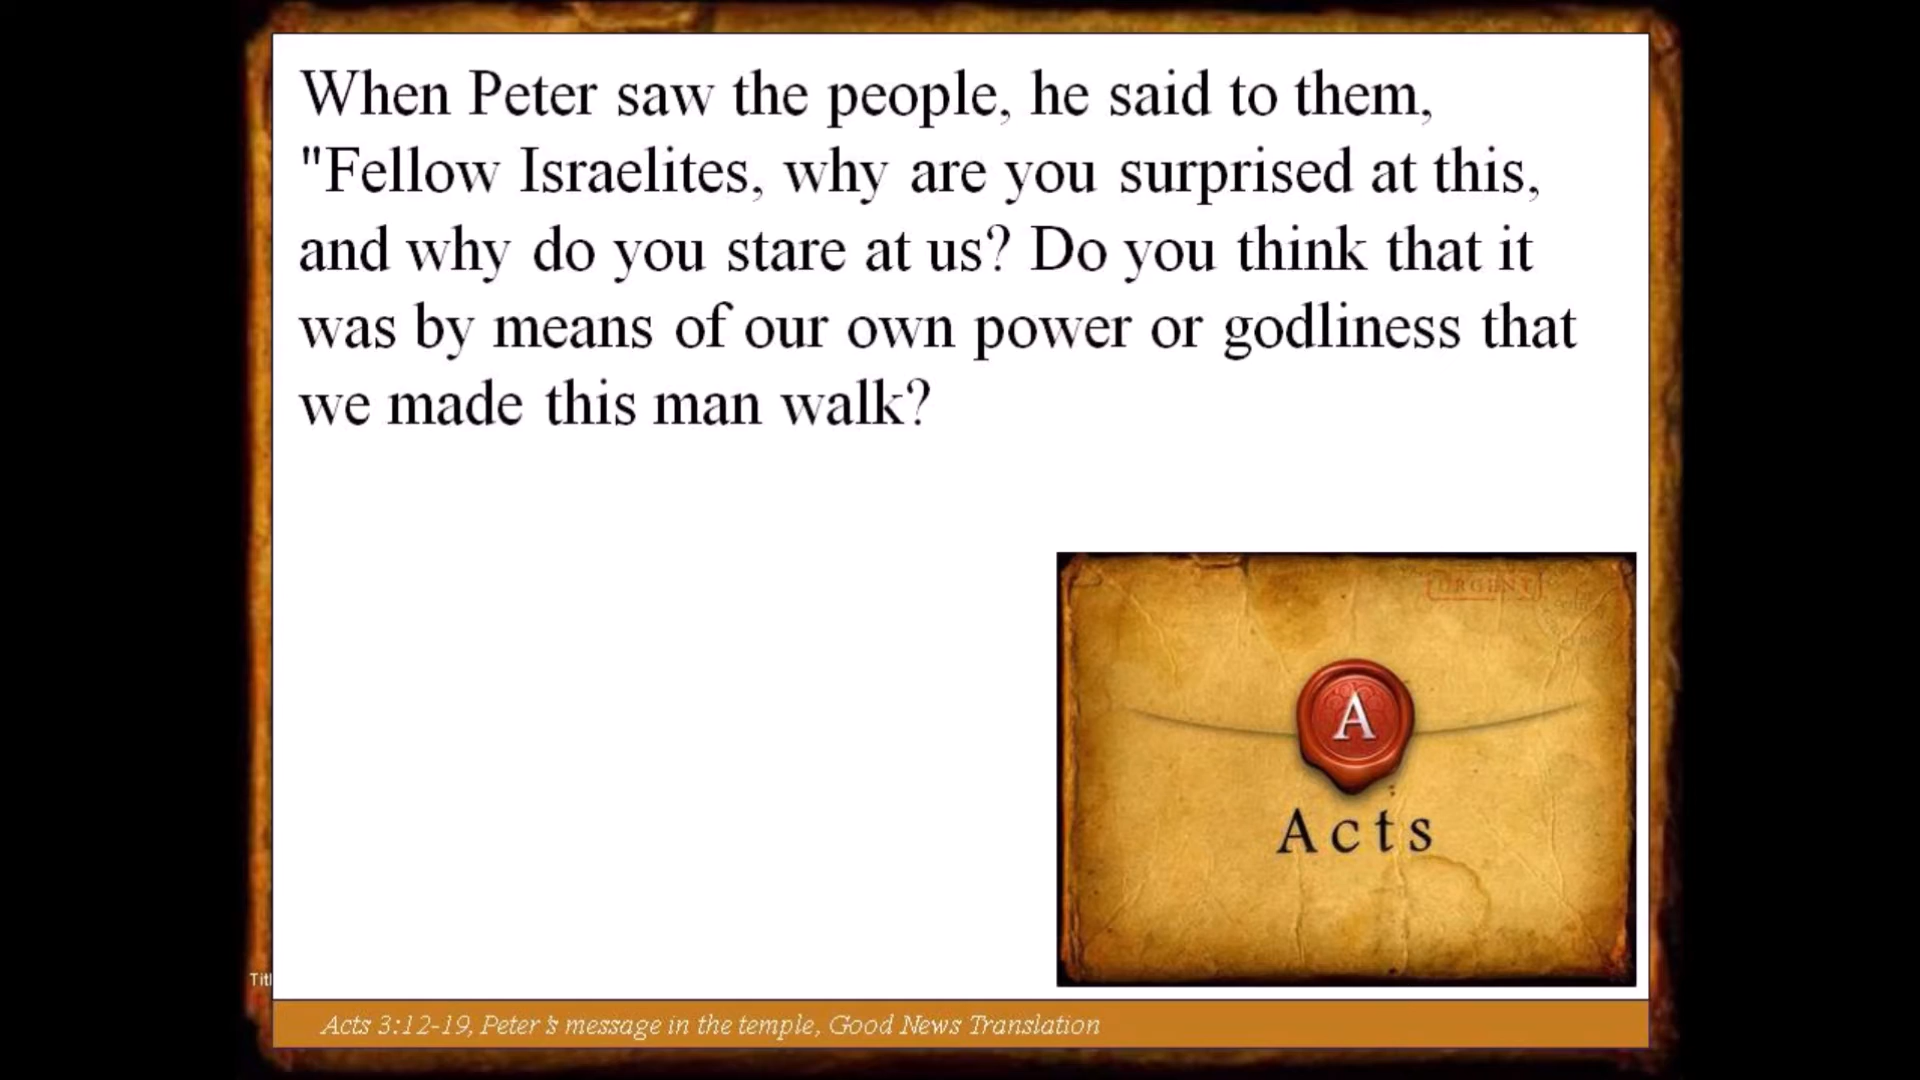 When Peter saw the people, he said to them,
"Fellow Israelites, why are you surprised at this,
and why do you stare at us? Do you think that it
was by means of our own power or godliness that
we made this man walk?
URGENT
A
Acts
Titl
Acts 3:12-19, Peter's message in the temple, Good News Translation